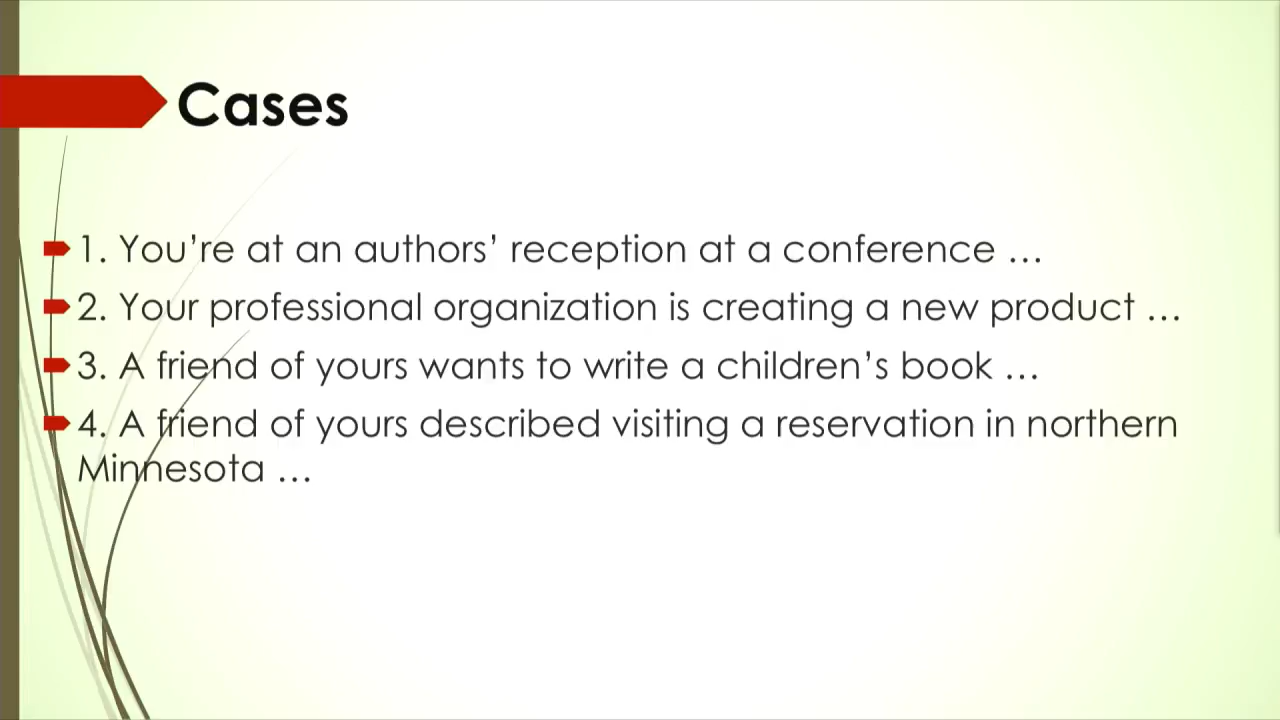 Cases
1. You’re at an authors’ reception at a conference …
2. Your professional organization is creating a new product …
3. A friend of yours wants to write a children’s book …
4. A friend of yours described visiting a reservation in northern
Minnesota …